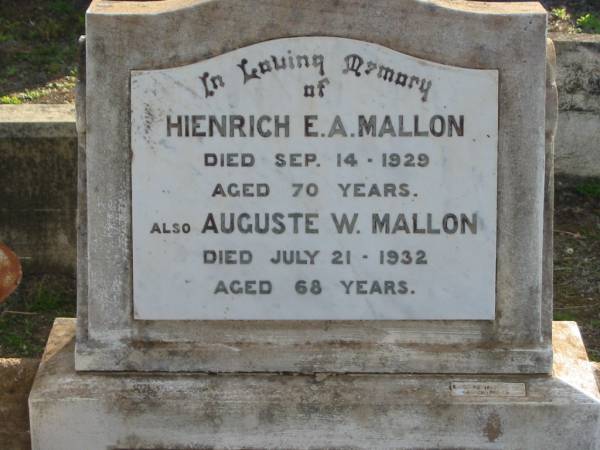 In Loving Memory
of
HIENRICH E.A. MALLON
DIED SEP. 14 · 1929
AGED 70 YEARS.
ALSO AUGUSTE W. MALLON
DIED JULY 21 · 1932
AGED 68 YEARS.